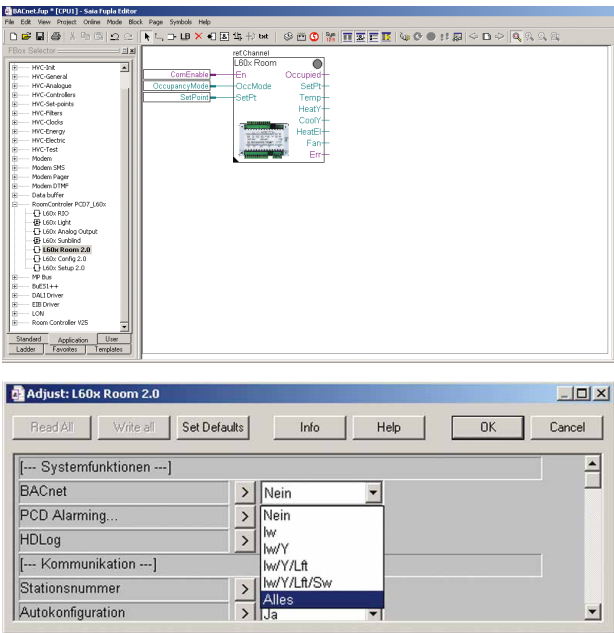 BACnet.fup * [CPU1] - Saia Fupla Editor
File Edit View Project Online Mode Block Page Symbols Help
LB txt
FBox Selector
HVC-Init
HVC-General
HVC-Analogue
HVC-Controllers
HVC-Set-points
HVC-Filters
HVC-Clocks
HVC-Energy
HVC-Electric
HVC-Test
Modem
Modem SMS
Modem Pager
Modem DTMF
Data buffer
RoomControler PCD7_L60x
L60x RIO
L60x Light
L60x Analog Output
L60x Sunblind
L60x Room 2.0
L60x Config 2.0
L60x Setup 2.0
MP Bus
BuES1++
DALI Driver
EIB Driver
LON
Room Controller V25
Standard Application User
Ladder Favorites Templates
ref:Channel
L60x Room
ComEnable En Occupied
OccupancyMode OccMode SetPt
SetPoint SetPt Temp
HeatY
CoolY
HeatEl
Fan
Err
Adjust: L60x Room 2.0
Read All Write all Set Defaults Info Help OK Cancel
[--- Systemfunktionen ---]
BACnet > Nein
PCD Alarming... > Nein
Iw
HDLog > Iw/Y
[--- Kommunikation ---] Iw/Y/Lft
Iw/Y/Lft/Sw
Stationsnummer > Alles
Autokonfiguration > Ja